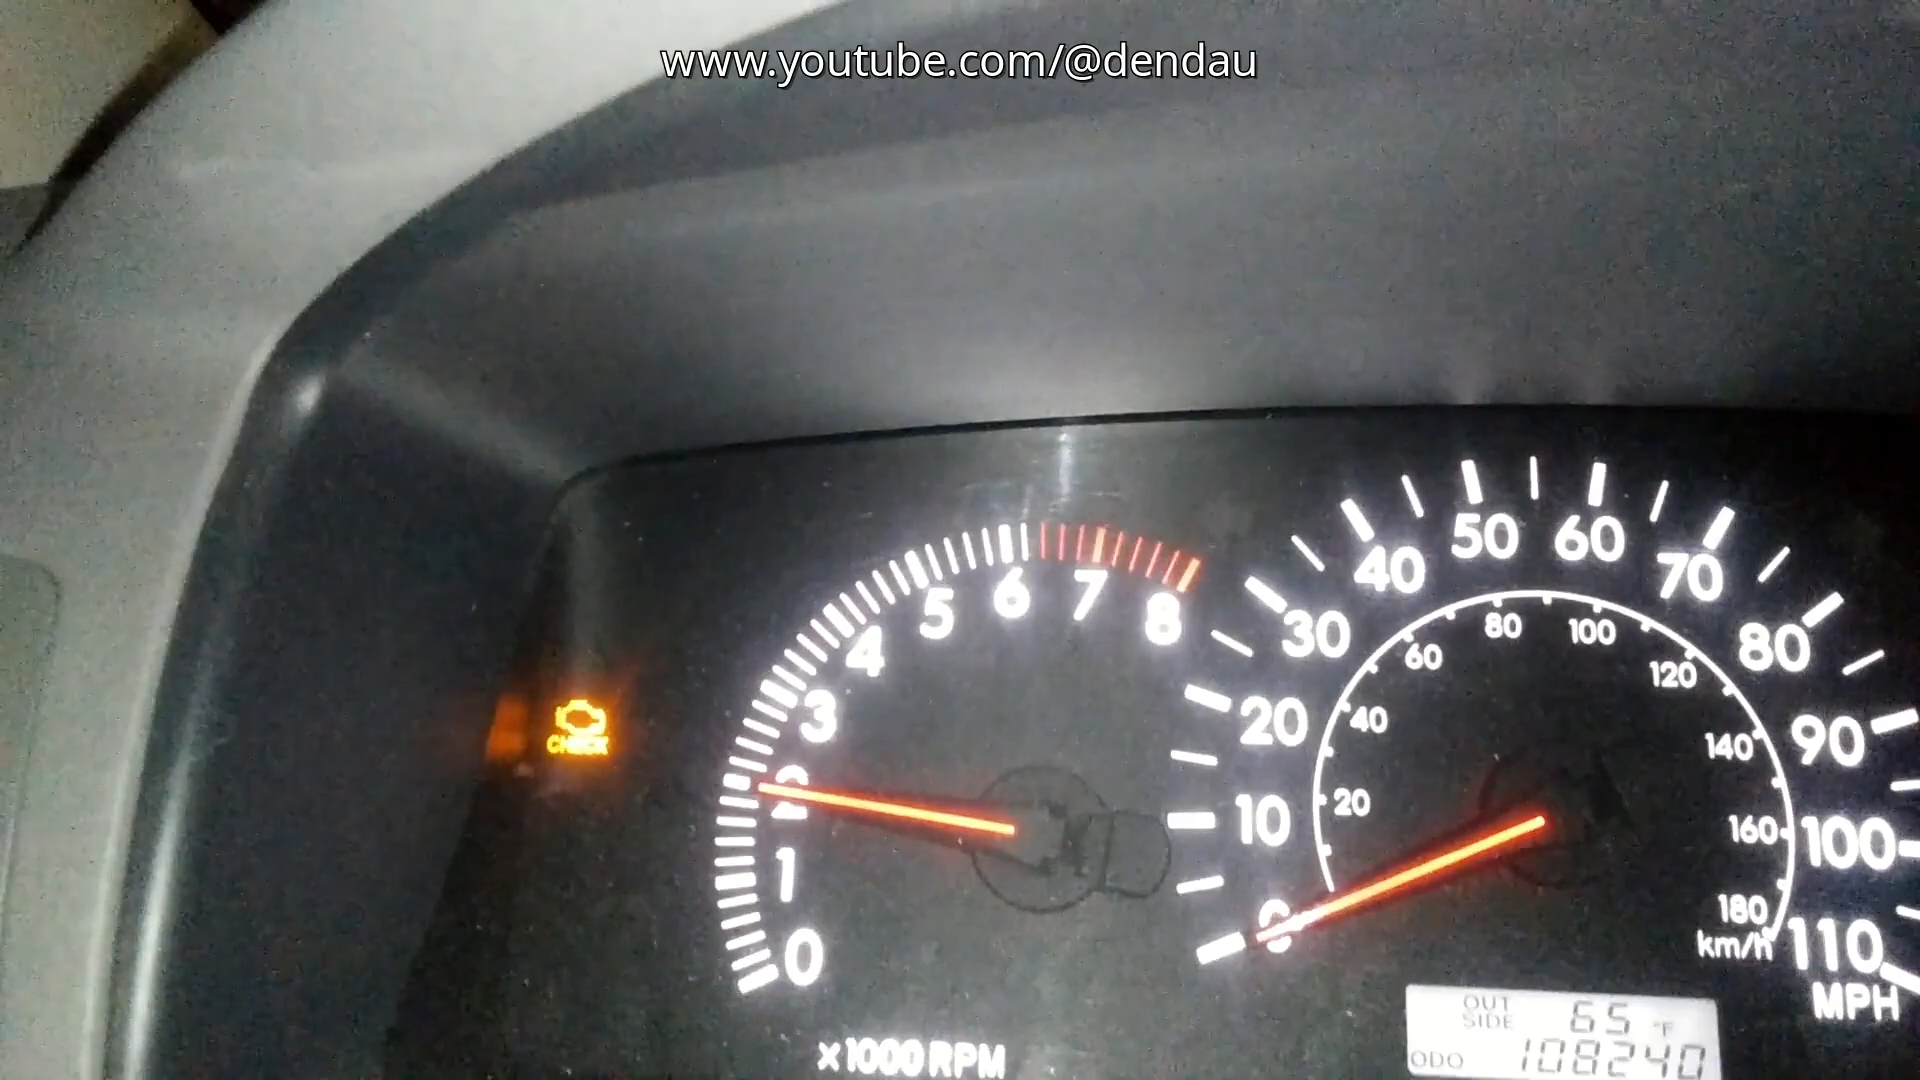 www.youtube.com/@dendau
0 1 2 3 4 5 6 7 8
×1000 RPM
CHECK
0 10 20 30 40 50 60 70 80 90 100 110
MPH
20 40 60 80 100 120 140 160 180
km/h
OUT SIDE 65 °F
ODO 108240